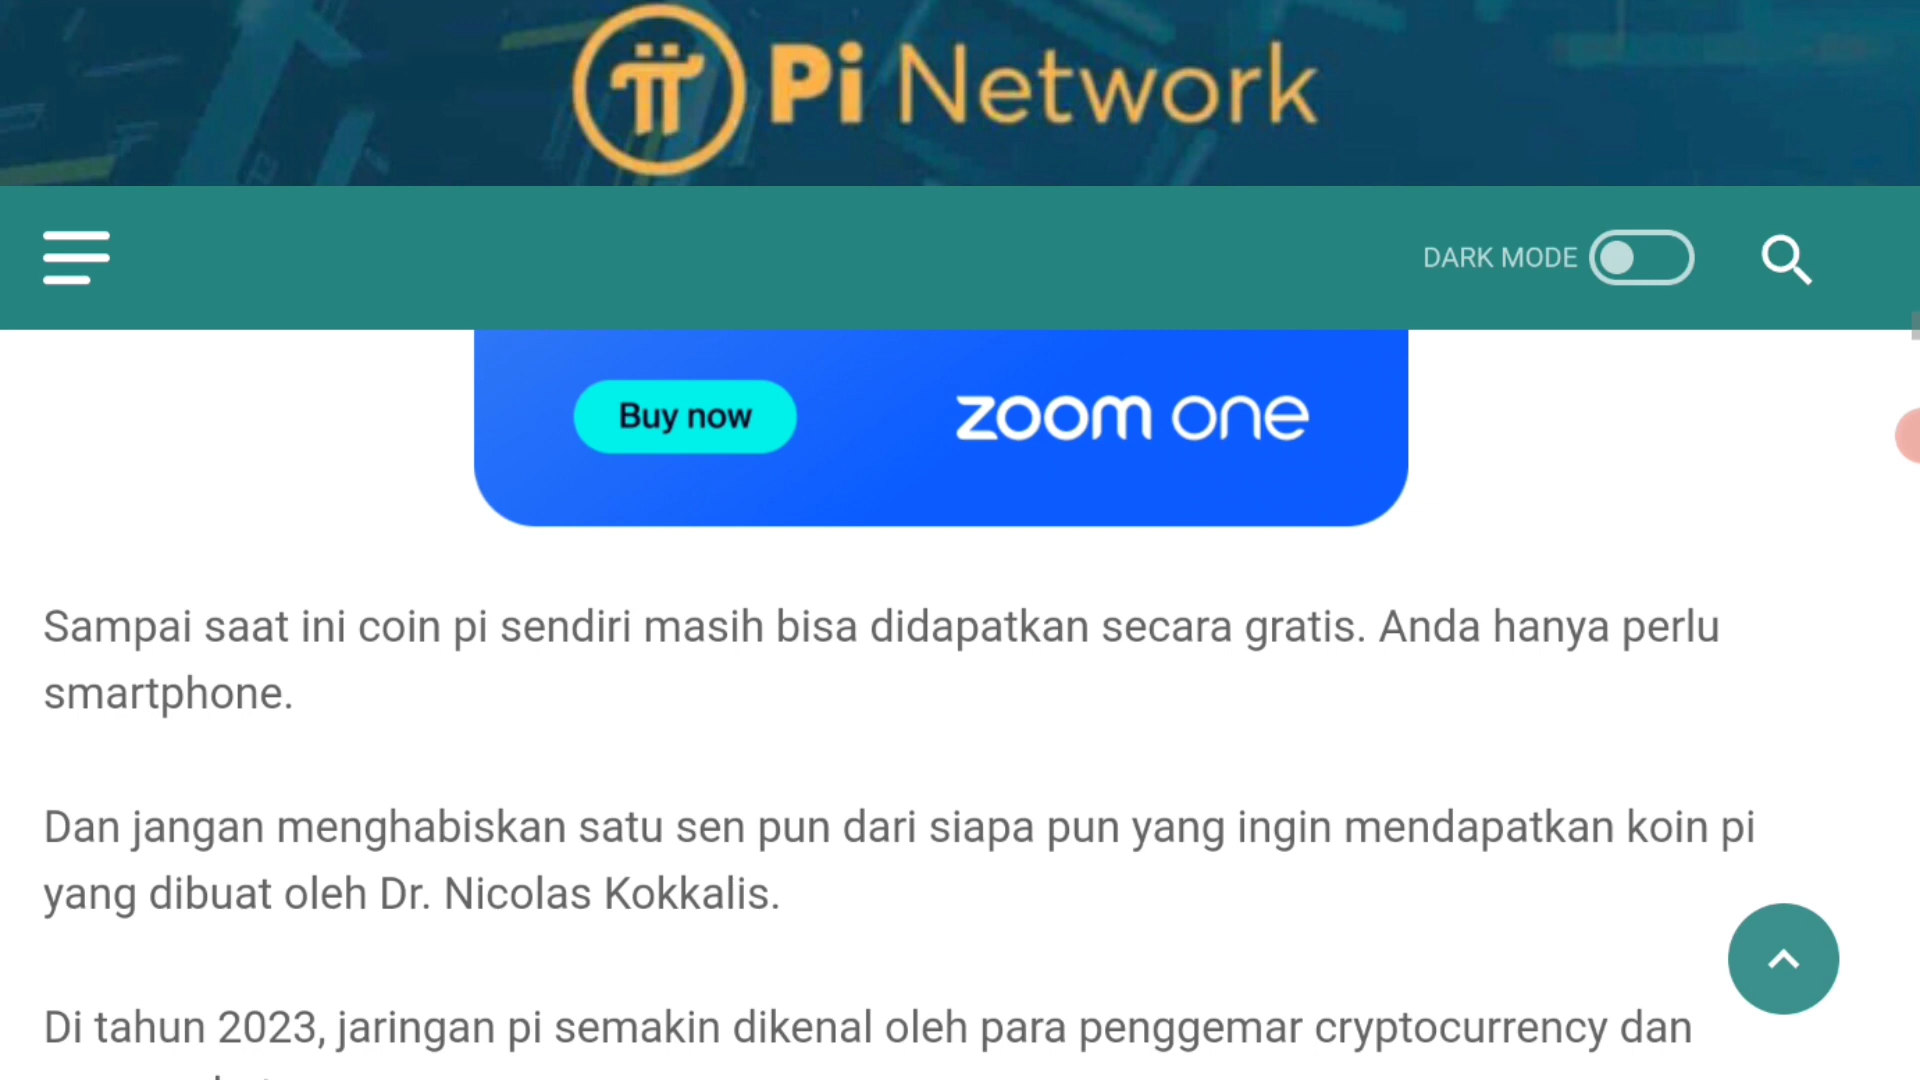 Pi Network
DARK MODE
Buy now
zoom one
Sampai saat ini coin pi sendiri masih bisa didapatkan secara gratis. Anda hanya perlu
smartphone.
Dan jangan menghabiskan satu sen pun dari siapa pun yang ingin mendapatkan koin pi
yang dibuat oleh Dr. Nicolas Kokkalis.
Di tahun 2023, jaringan pi semakin dikenal oleh para penggemar cryptocurrency dan